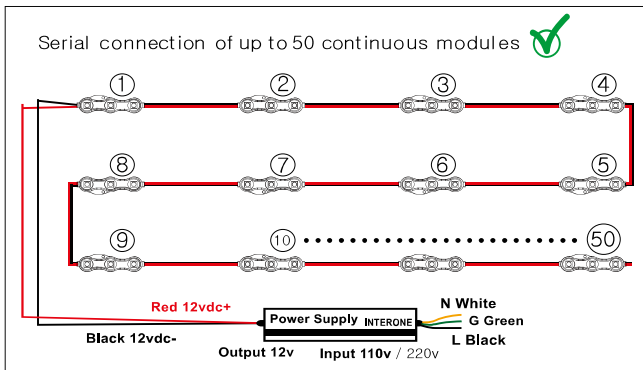 Serial connection of up to 50 continuous modules
1 2 3 4
8 7 6 5
9 10 50
Red 12vdc+
Black 12vdc-
Power Supply INTERONE
Output 12v
Input 110v / 220v
N White
G Green
L Black